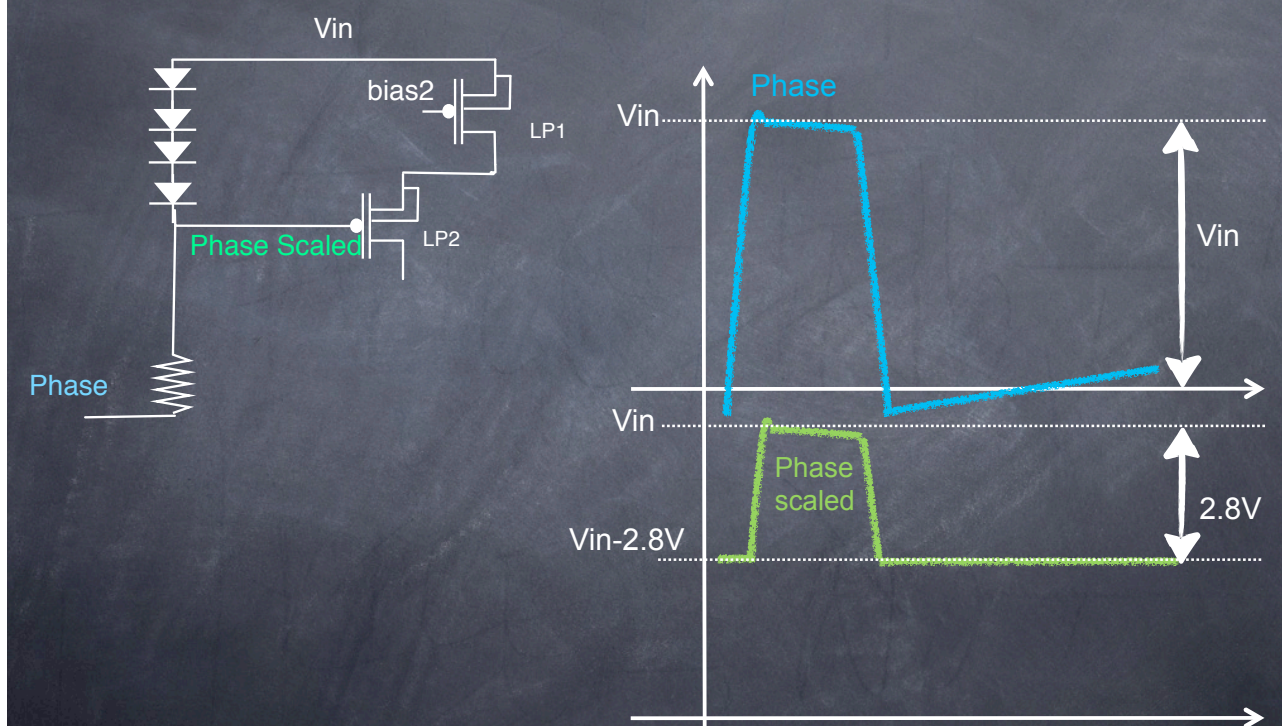 Vin
bias2
LP1
Phase Scaled
LP2
Phase
Phase
Vin
Vin
Vin
Phase
scaled
2.8V
Vin-2.8V